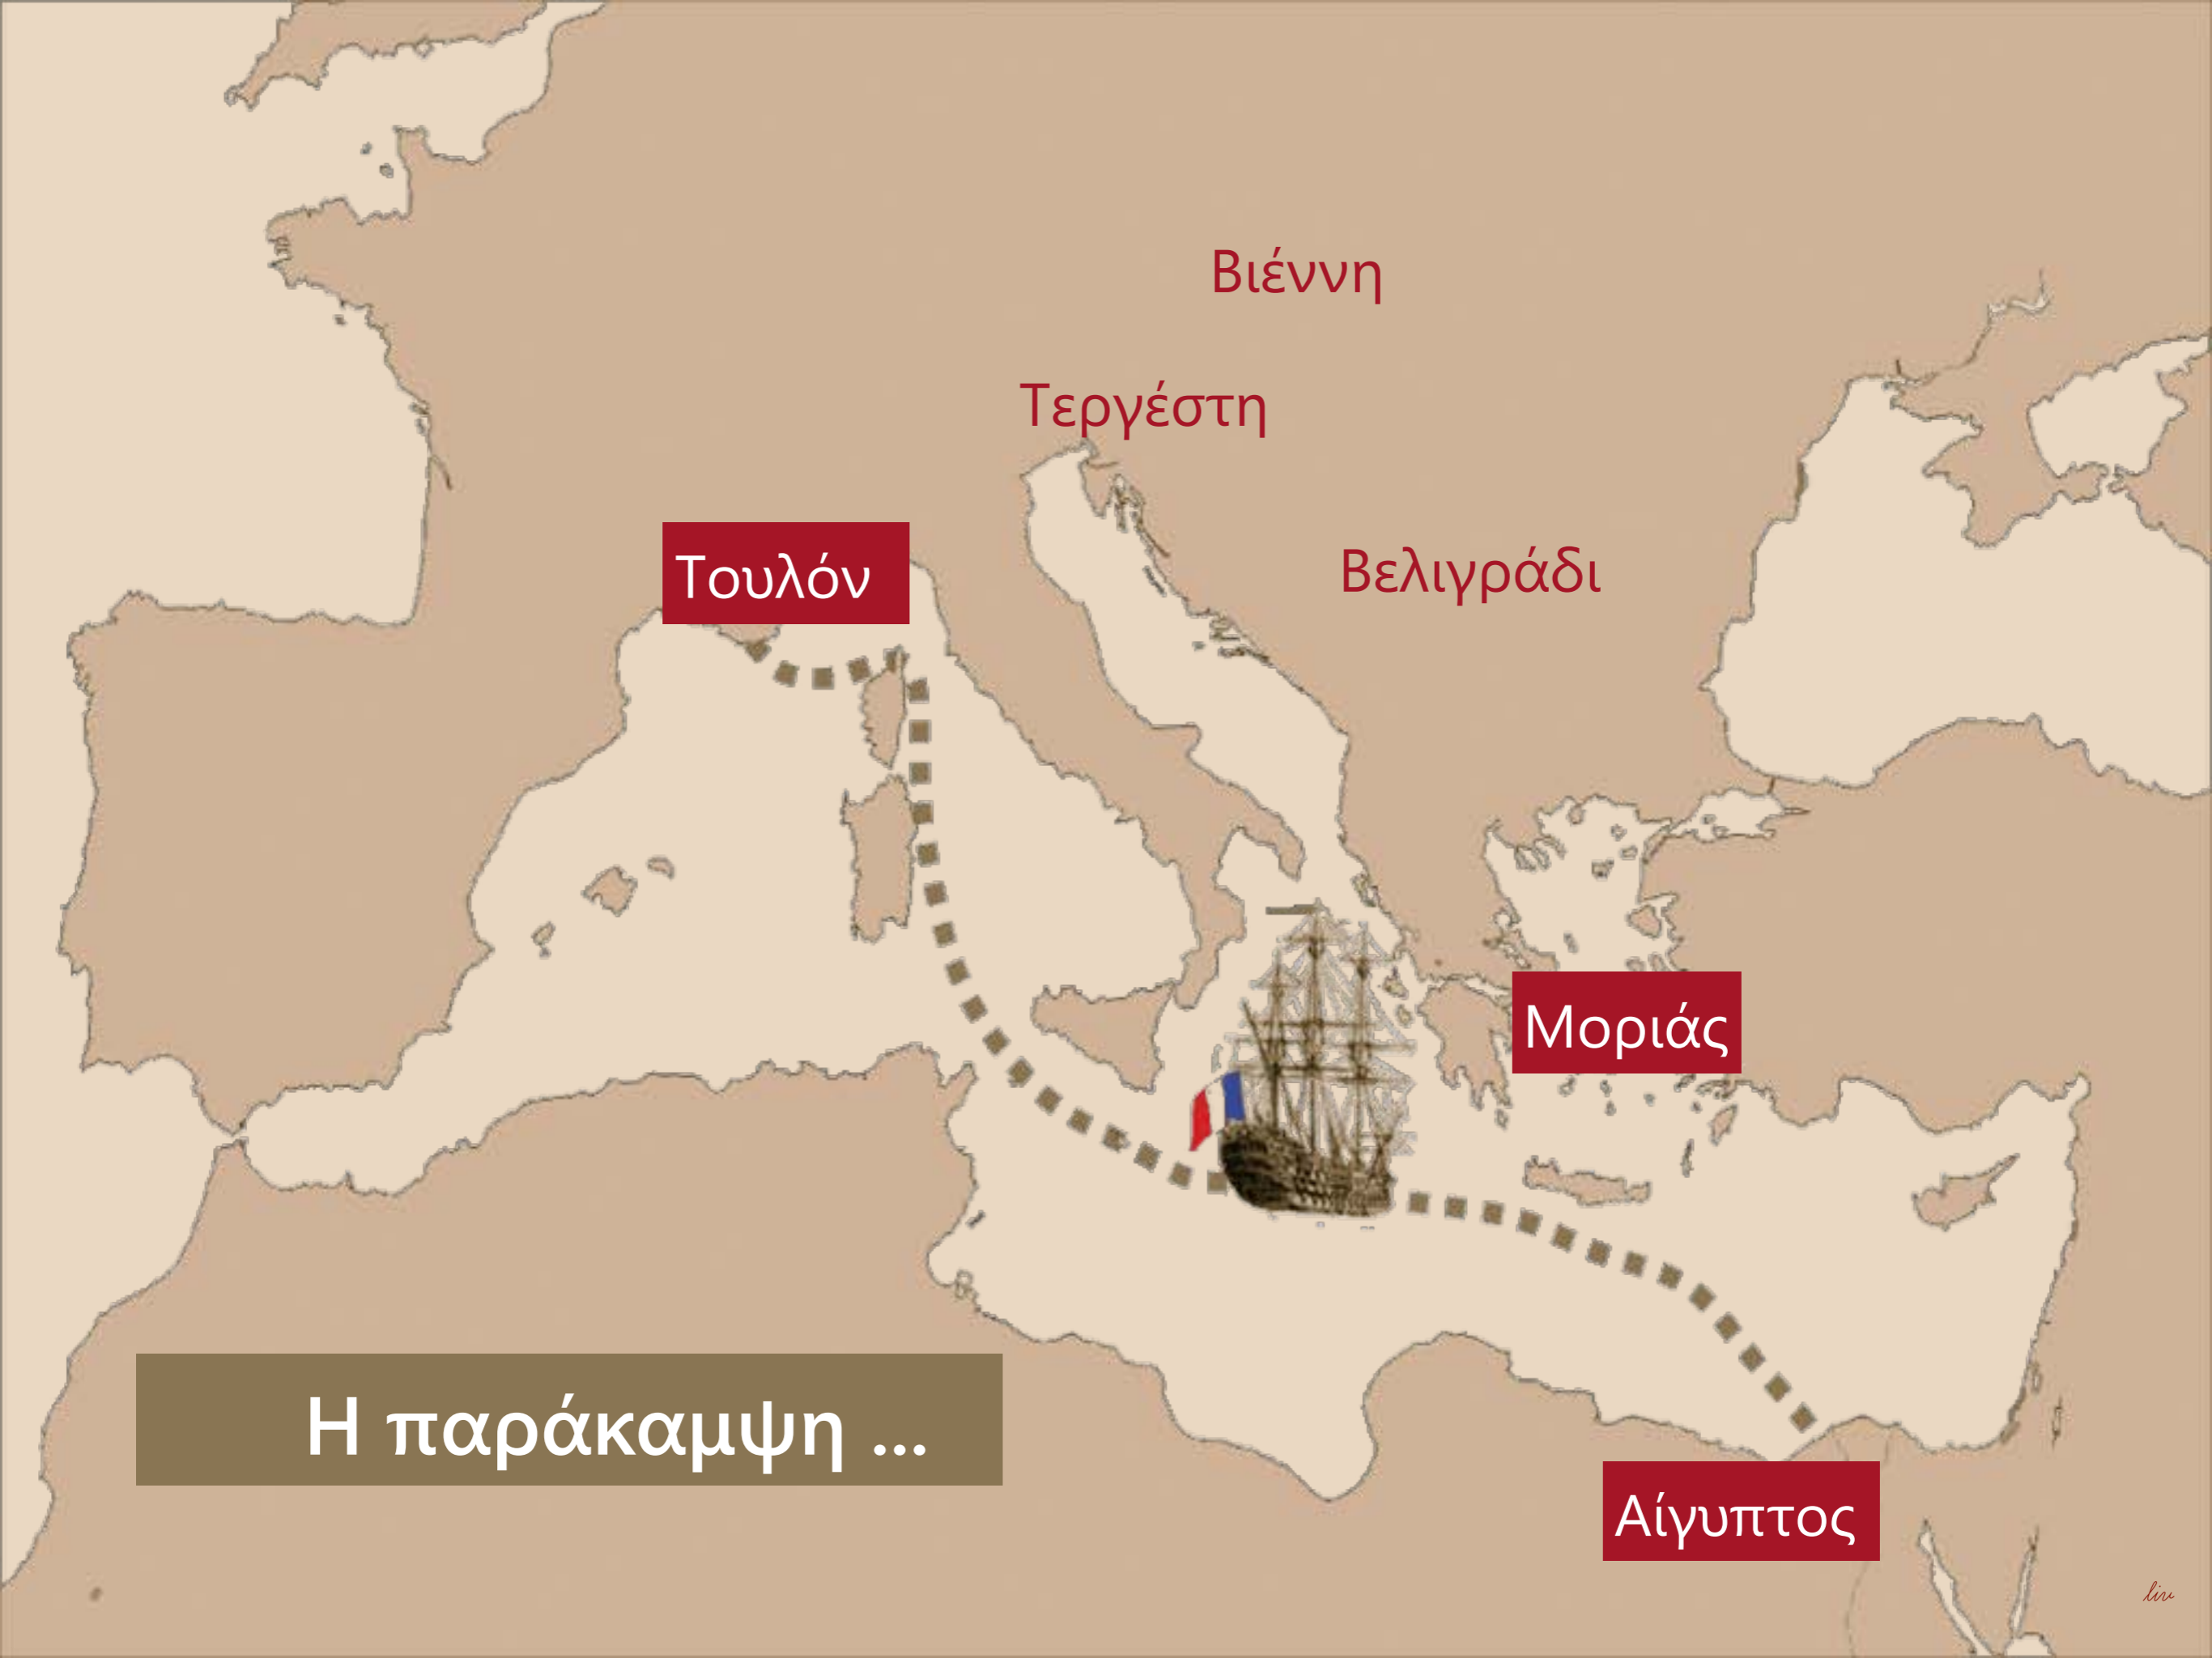 Βιέννη
Τεργέστη
Τουλόν
Βελιγράδι
Μοριάς
Η παράκαμψη ...
Αίγυπτος